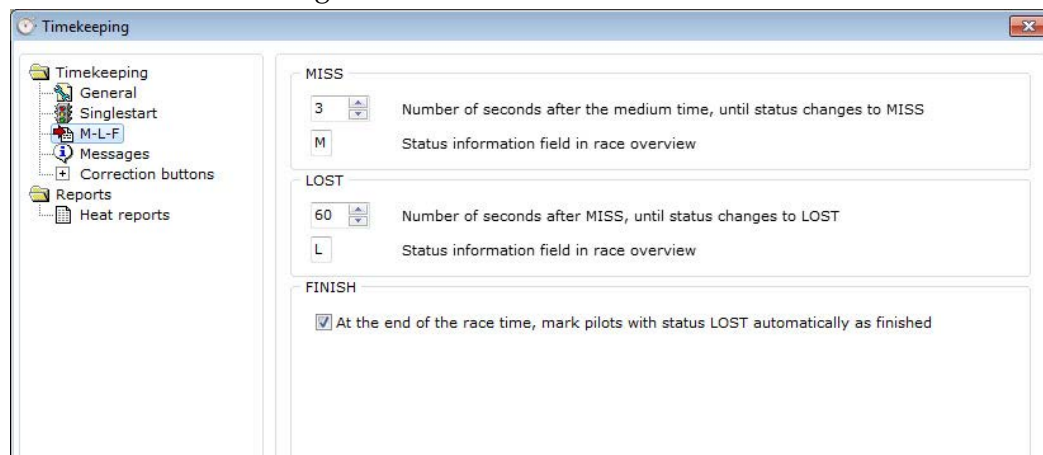 Timekeeping
Timekeeping
General
Singlestart
M-L-F
Messages
Correction buttons
Reports
Heat reports
MISS
3 Number of seconds after the medium time, until status changes to MISS
M Status information field in race overview
LOST
60 Number of seconds after MISS, until status changes to LOST
L Status information field in race overview
FINISH
At the end of the race time, mark pilots with status LOST automatically as finished